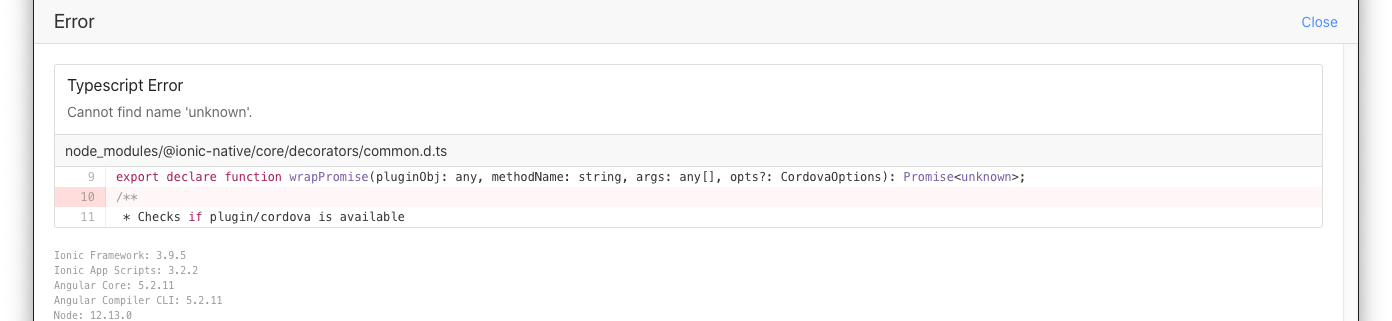 Error
Close
Typescript Error
Cannot find name 'unknown'.
node_modules/@ionic-native/core/decorators/common.d.ts
9 export declare function wrapPromise(pluginObj: any, methodName: string, args: any[], opts?: CordovaOptions): Promise<unknown>;
10 /**
11 * Checks if plugin/cordova is available
Ionic Framework: 3.9.5
Ionic App Scripts: 3.2.2
Angular Core: 5.2.11
Angular Compiler CLI: 5.2.11
Node: 12.13.0